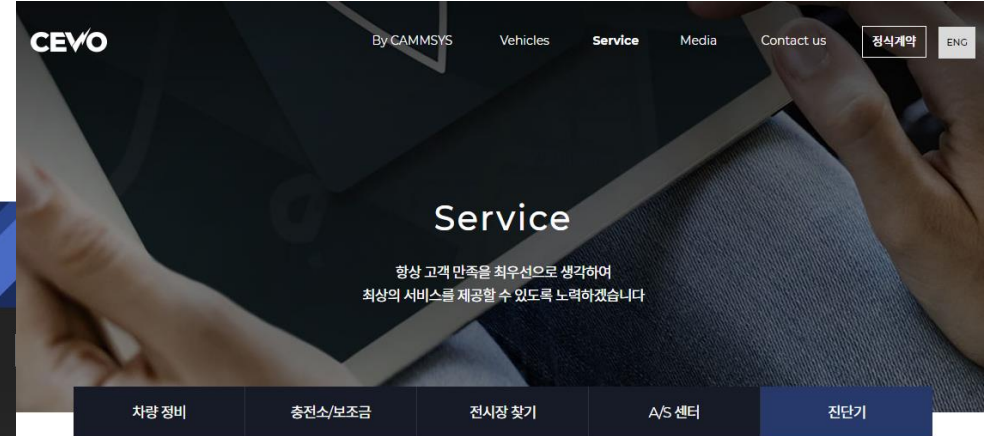 CEVO
By CAMMSYS Vehicles Service Media Contact us 정식계약 ENG
Service
항상 고객 만족을 최우선으로 생각하여
최상의 서비스를 제공할 수 있도록 노력하겠습니다
차량 정비 충전소/보조금 전시장 찾기 A/S 센터 진단기